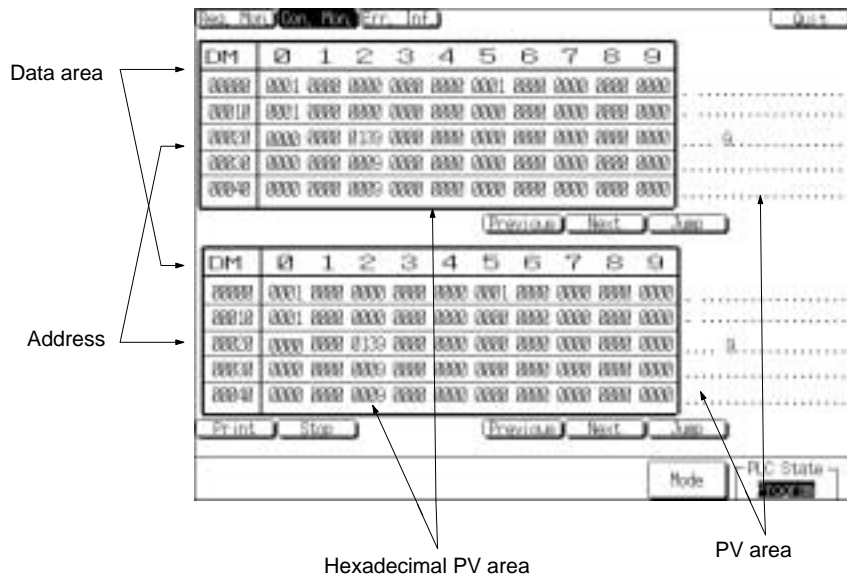 Reg. Mon. Con. Mon. Err. Inf. Quit
DM 0 1 2 3 4 5 6 7 8 9
00000 0001 0000 0000 0000 0000 0001 0000 0000 0000 0000
00010 0001 0000 0000 0000 0000 0000 0000 0000 0000 0000
00020 0000 0000 0139 0000 0000 0000 0000 0000 0000 0000 9
00030 0000 0000 0009 0000 0000 0000 0000 0000 0000 0000
00040 0000 0000 0009 0000 0000 0000 0000 0000 0000 0000
Previous Next Jump
DM 0 1 2 3 4 5 6 7 8 9
00000 0001 0000 0000 0000 0000 0001 0000 0000 0000 0000
00010 0001 0000 0000 0000 0000 0000 0000 0000 0000 0000
00020 0000 0000 0139 0000 0000 0000 0000 0000 0000 0000 9
00030 0000 0000 0009 0000 0000 0000 0000 0000 0000 0000
00040 0000 0000 0009 0000 0000 0000 0000 0000 0000 0000
Print Stop Previous Next Jump
Mode PLC State
Program
Data area
Address
Hexadecimal PV area
PV area